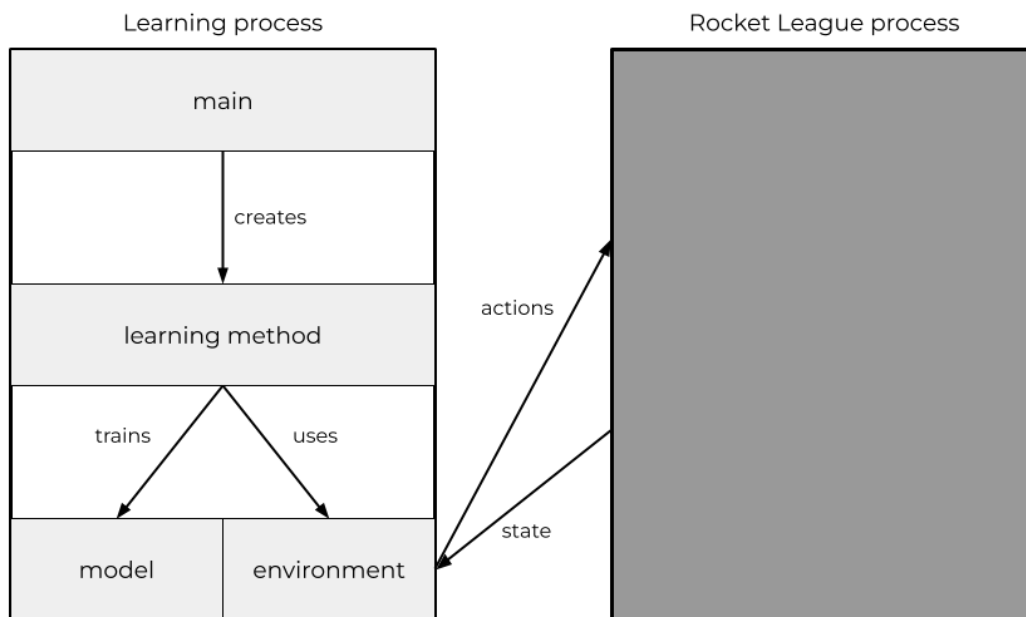 Learning process
Rocket League process
main
creates
learning method
actions
trains
uses
state
model
environment